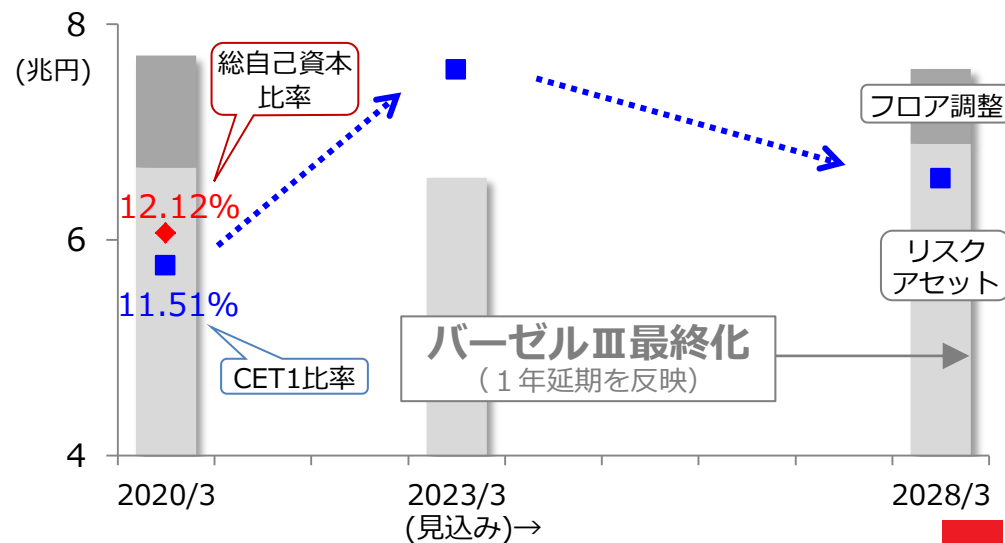 8
(兆円)
総自己資本
比率
フロア調整
12.12%
6
11.51%
リスク
アセット
バーゼルⅢ最終化
(１年延期を反映)
CET1比率
4
2020/3
2023/3
2028/3
(見込み)→